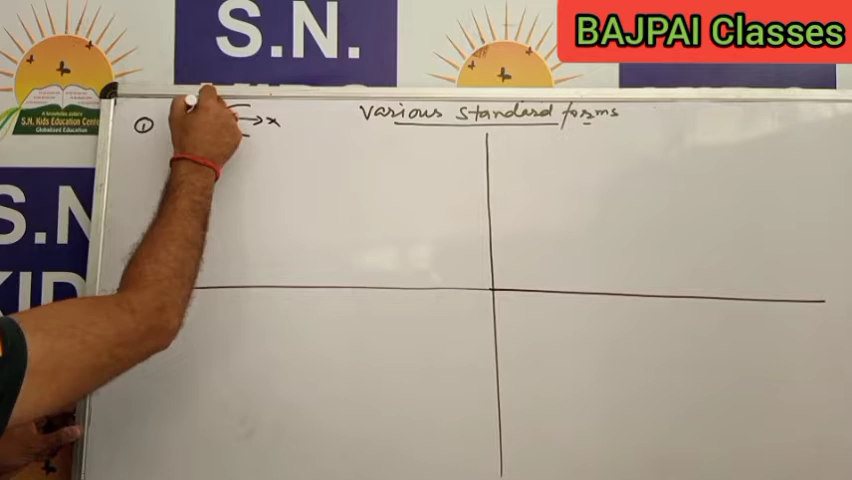 S.N.
BAJPAI Classes
S.N. Kids Education Centre
Globalised Education
① → x
Various Standard forms
S.N
KID